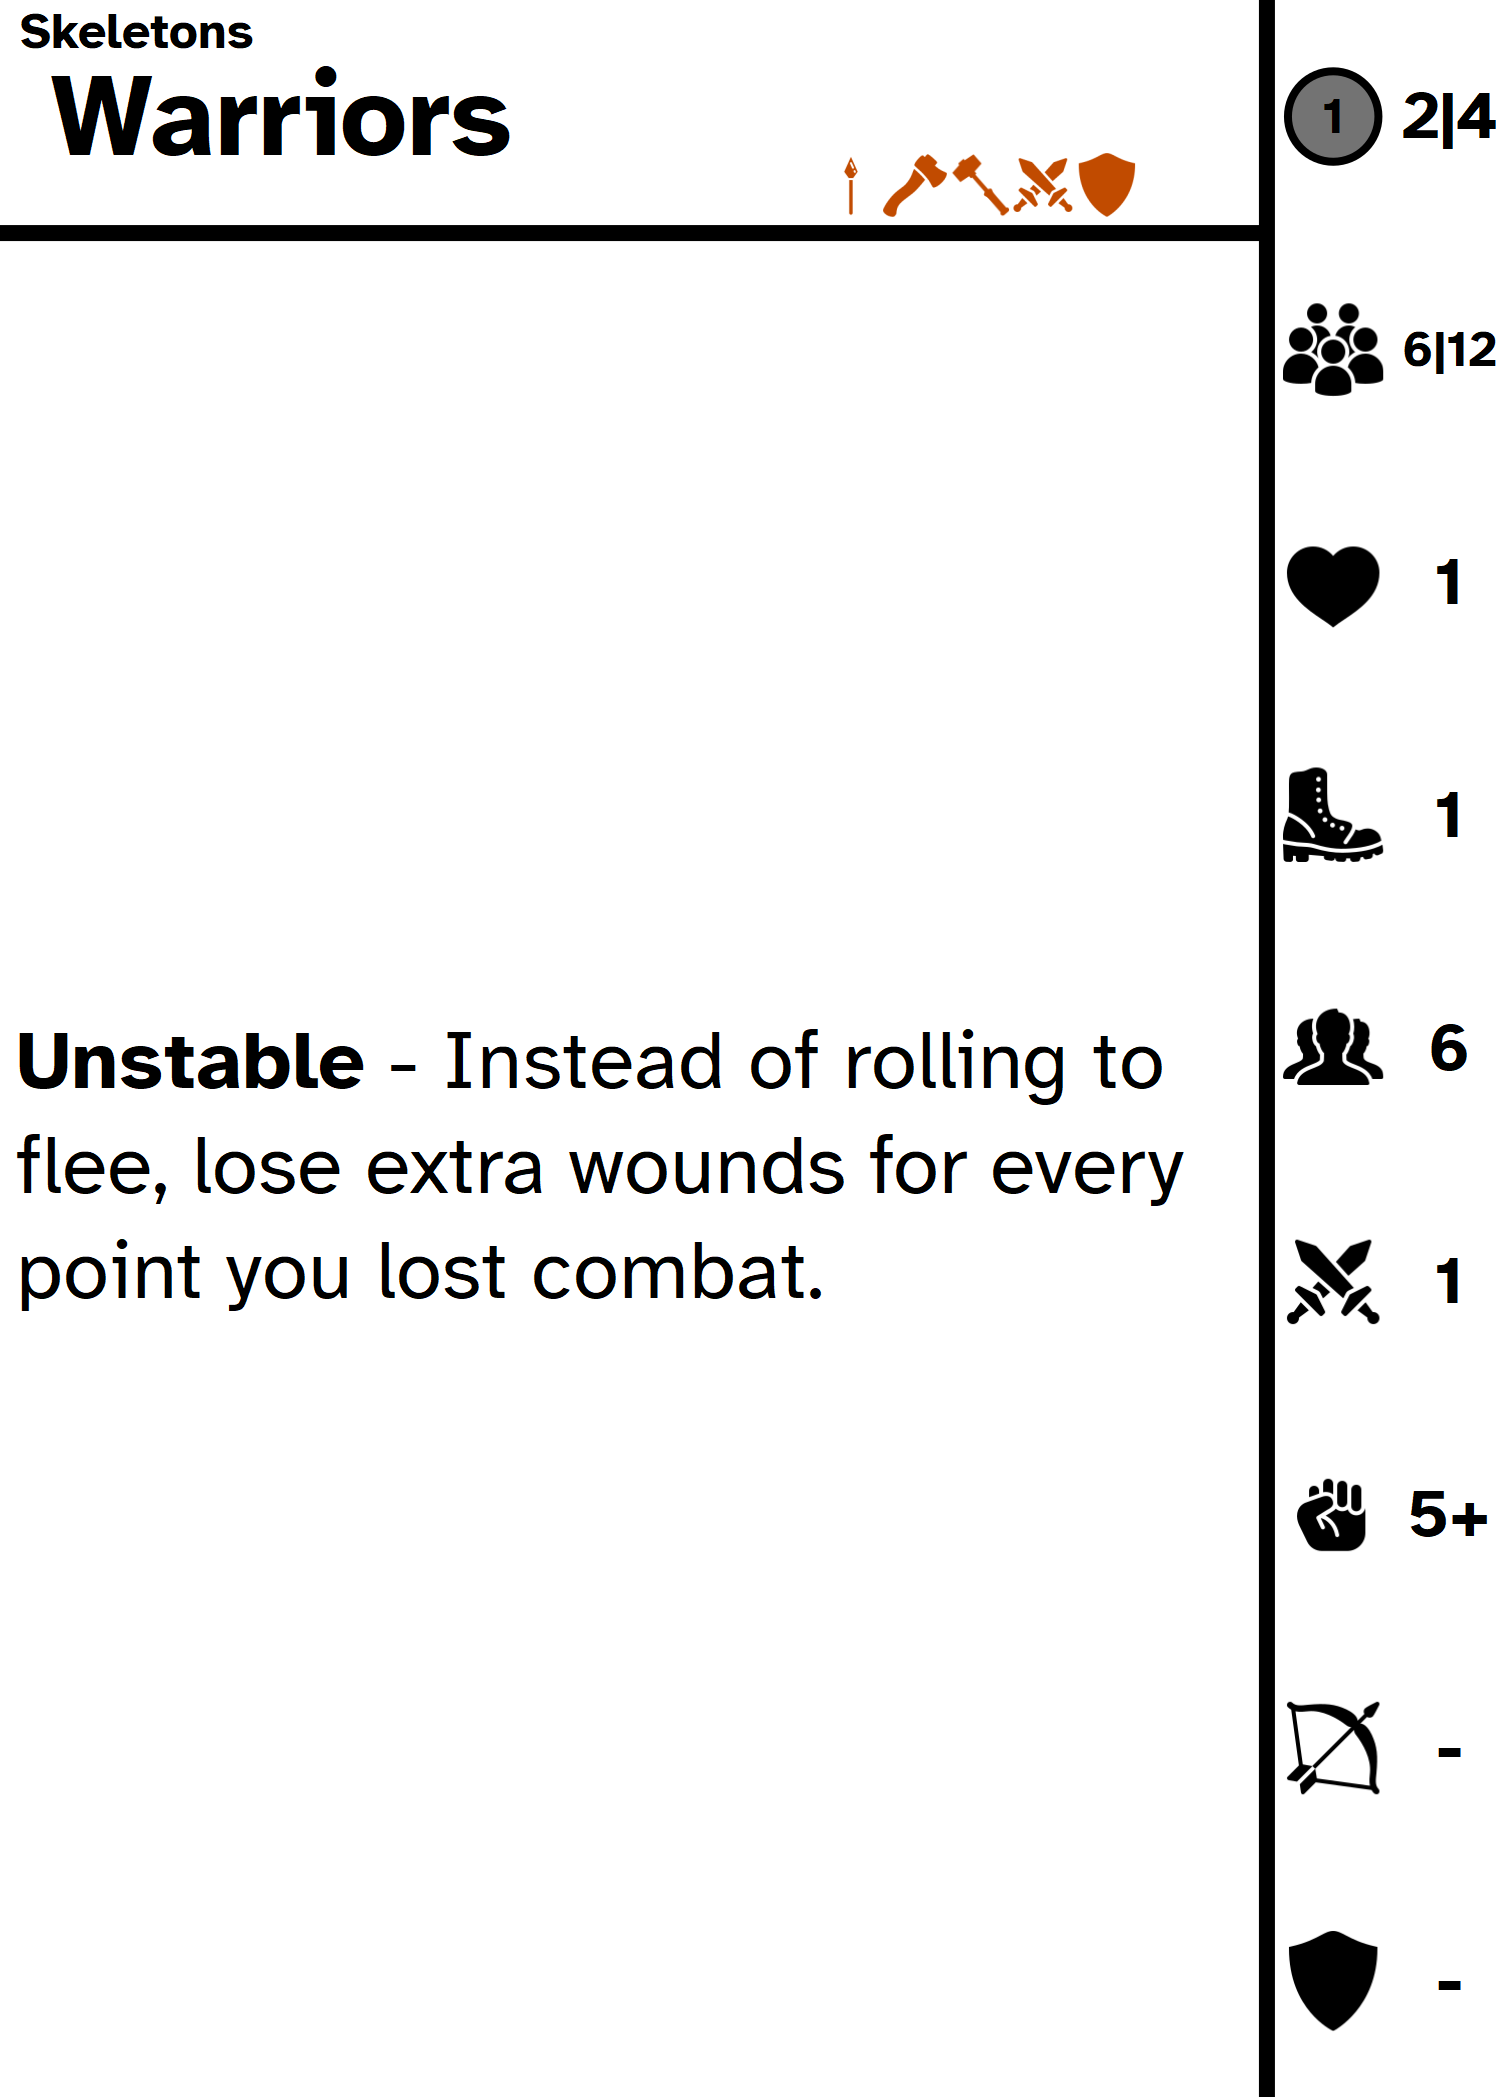 Skeletons
Warriors
1 2|4
6|12
1
1
6
1
5+
-
-
Unstable - Instead of rolling to
flee, lose extra wounds for every
point you lost combat.